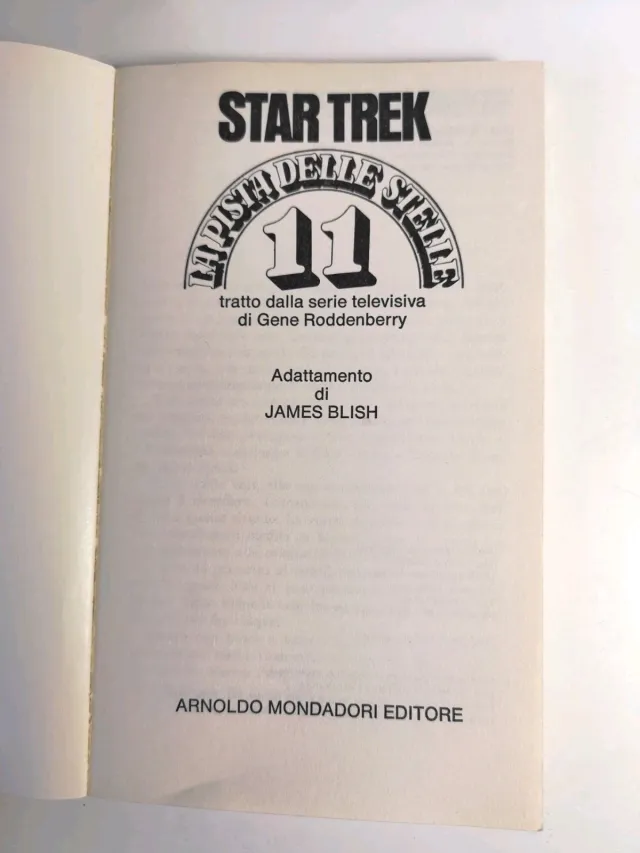 STAR TREK
LA PISTA DELLE STELLE
11
tratto dalla serie televisiva
di Gene Roddenberry
Adattamento
di
JAMES BLISH
ARNOLDO MONDADORI EDITORE